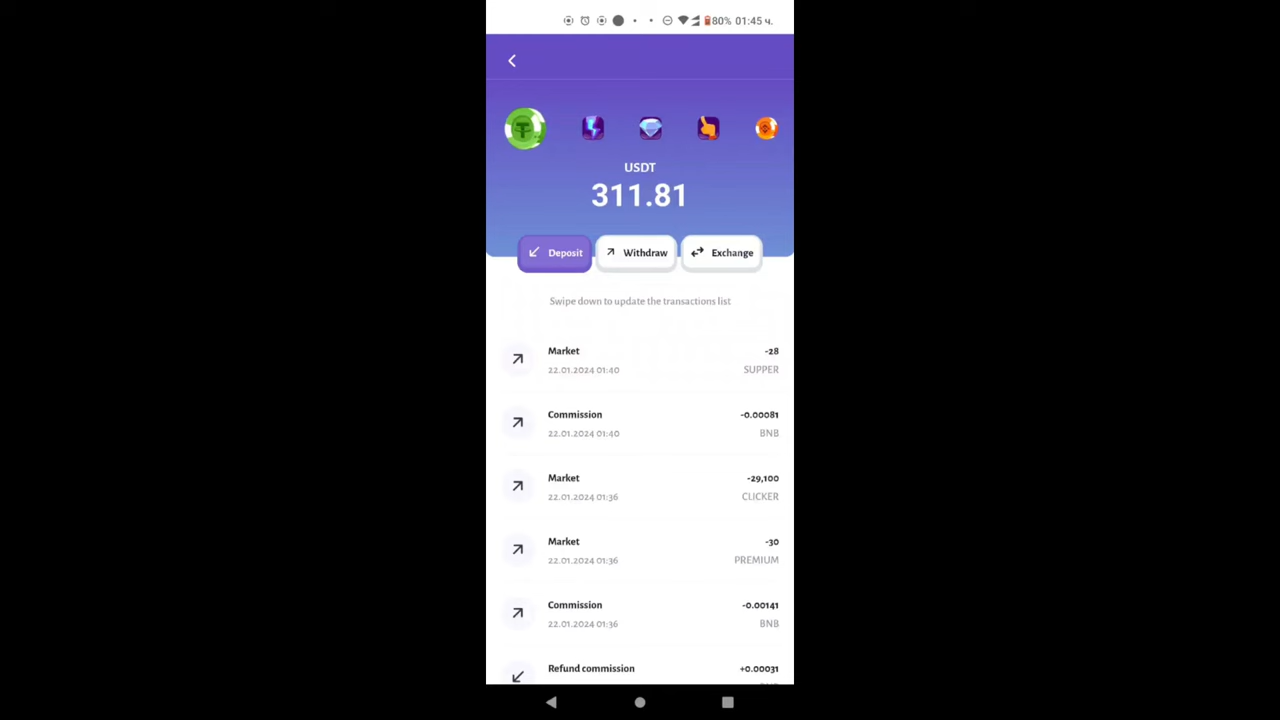 80% 01:45 ч.
USDT
311.81
Deposit
Withdraw
Exchange
Swipe down to update the transactions list
Market -28
22.01.2024 01:40 SUPPER
Commission -0.00081
22.01.2024 01:40 BNB
Market -29,100
22.01.2024 01:36 CLICKER
Market -30
22.01.2024 01:36 PREMIUM
Commission -0.00141
22.01.2024 01:36 BNB
Refund commission +0.00031